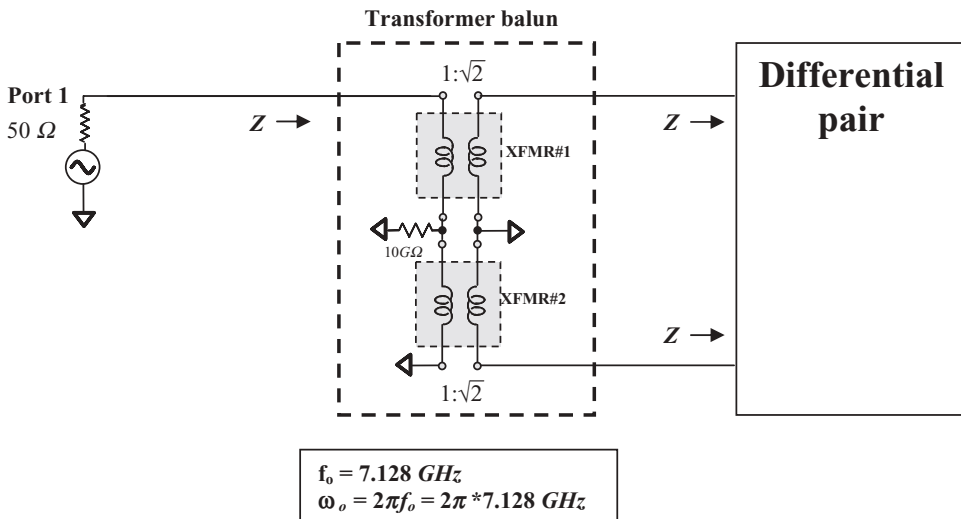 Transformer balun
1:√2
Differential
pair
Port 1
50 Ω
Z
Z
XFMR#1
10GΩ
XFMR#2
Z
1:√2
fₒ = 7.128 GHz
ωₒ = 2πfₒ = 2π *7.128 GHz